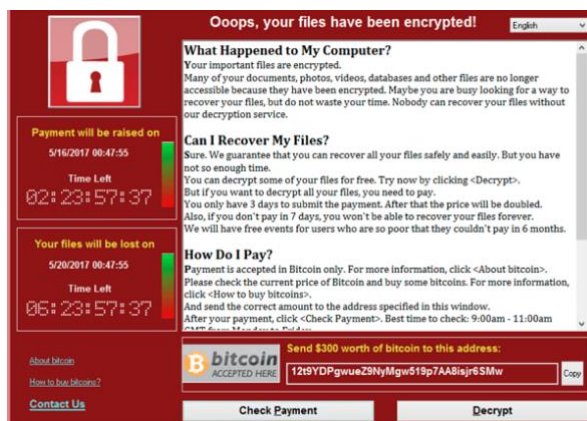 Ooops, your files have been encrypted!
English
Payment will be raised on
5/16/2017 00:47:55
Time Left
02:23:57:37
Your files will be lost on
5/20/2017 00:47:55
Time Left
06:23:57:37
About bitcoin
How to buy bitcoins?
Contact Us
What Happened to My Computer?
Your important files are encrypted.
Many of your documents, photos, videos, databases and other files are no longer
accessible because they have been encrypted. Maybe you are busy looking for a way to
recover your files, but do not waste your time. Nobody can recover your files without
our decryption service.
Can I Recover My Files?
Sure. We guarantee that you can recover all your files safely and easily. But you have
not so enough time.
You can decrypt some of your files for free. Try now by clicking <Decrypt>.
But if you want to decrypt all your files, you need to pay.
You only have 3 days to submit the payment. After that the price will be doubled.
Also, if you don't pay in 7 days, you won't be able to recover your files forever.
We will have free events for users who are so poor that they couldn't pay in 6 months.
How Do I Pay?
Payment is accepted in Bitcoin only. For more information, click <About bitcoin>.
Please check the current price of Bitcoin and buy some bitcoins. For more information,
click <How to buy bitcoins>.
And send the correct amount to the address specified in this window.
After your payment, click <Check Payment>. Best time to check: 9:00am - 11:00am
GMT from Monday to Friday.
bitcoin
ACCEPTED HERE
Send $300 worth of bitcoin to this address:
12t9YDPgwueZ9NyMgw519p7AA8isjr6SMw
Copy
Check Payment
Decrypt